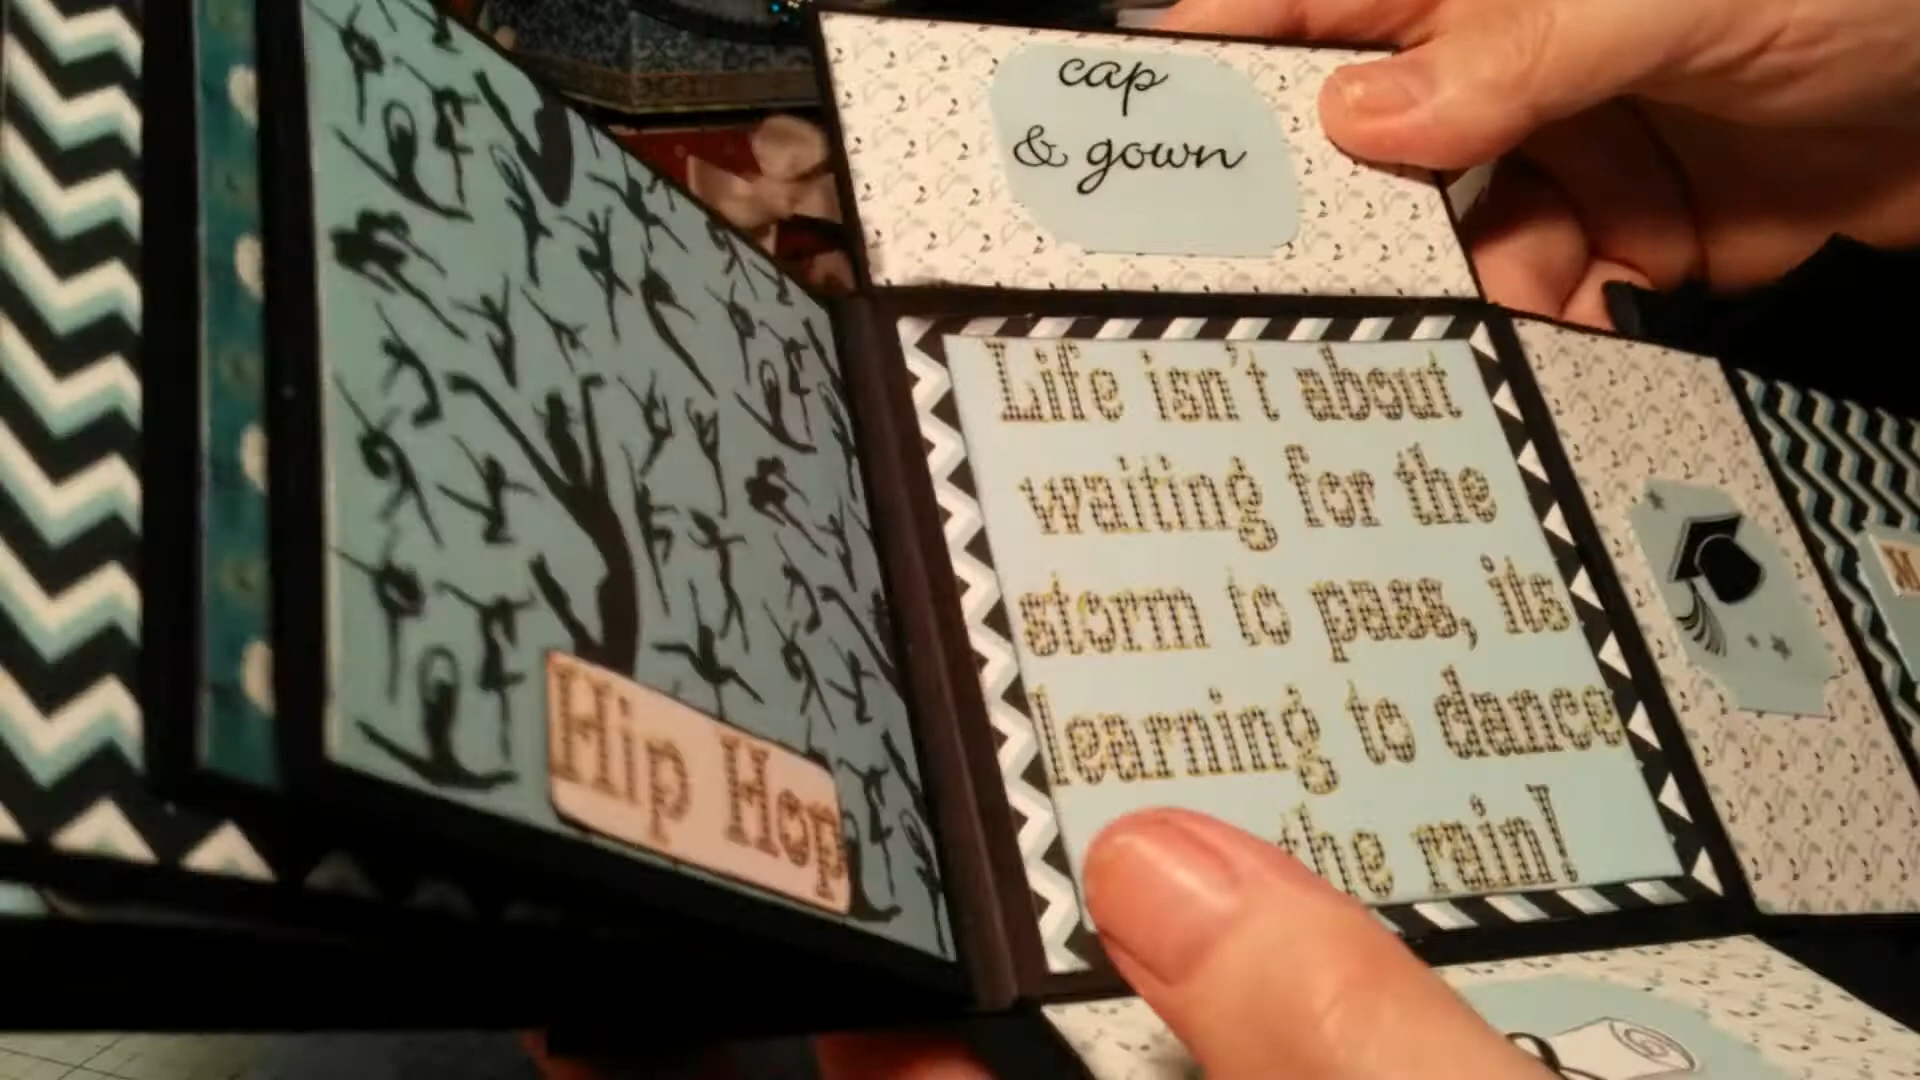 cap
& gown
Life isn't about
waiting for the
storm to pass, its
learning to dance
the rain!
Hip Hop